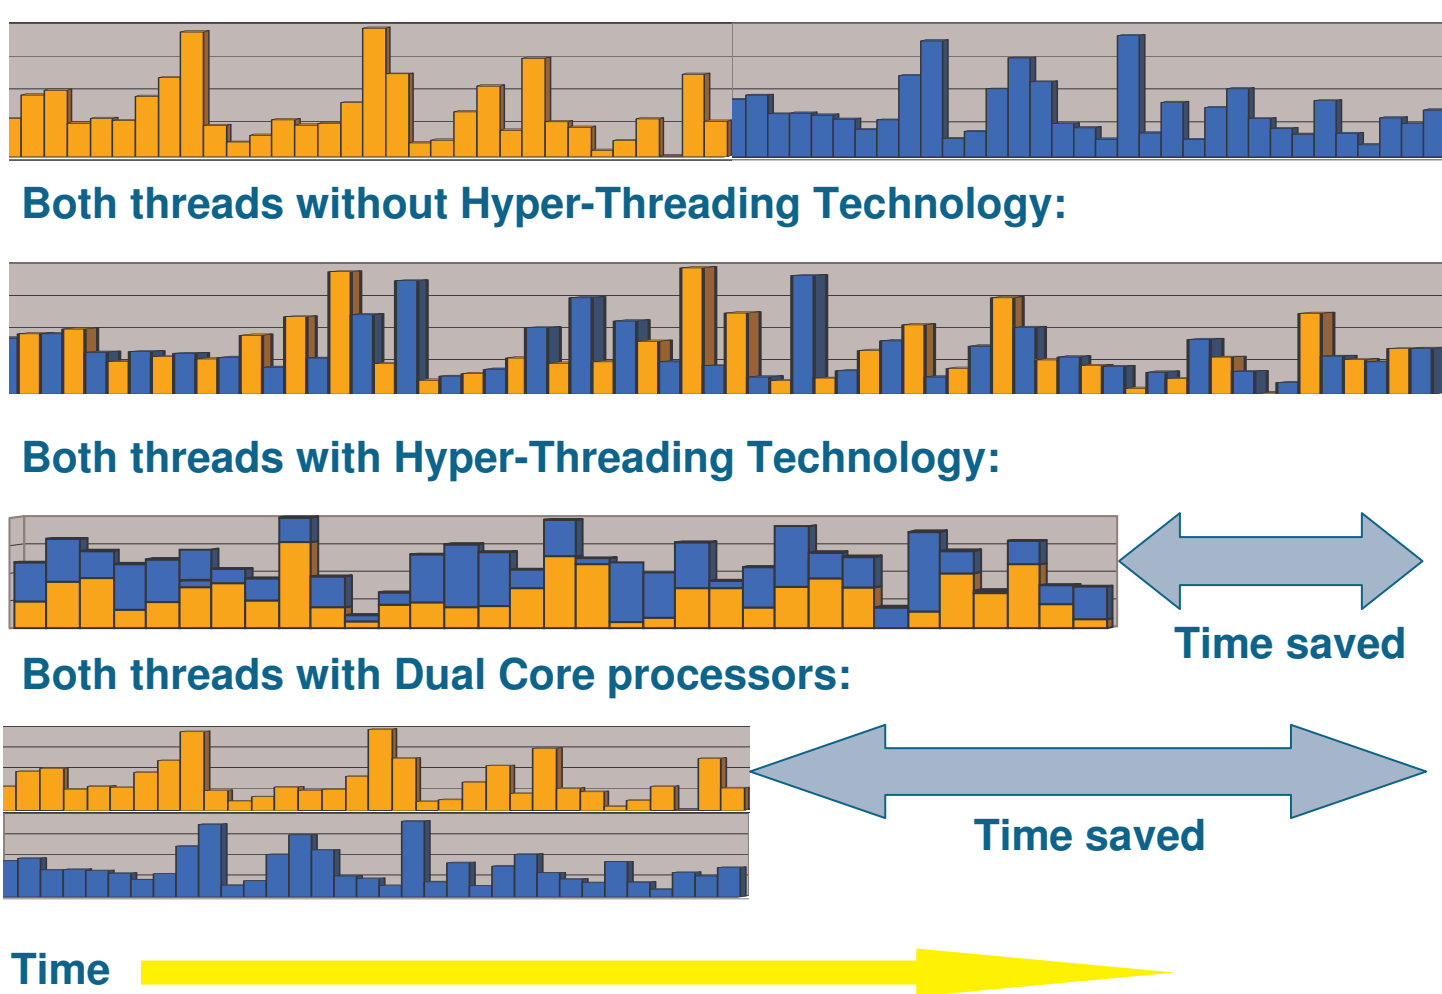 Both threads without Hyper-Threading Technology:
Both threads with Hyper-Threading Technology:
Time saved
Both threads with Dual Core processors:
Time saved
Time